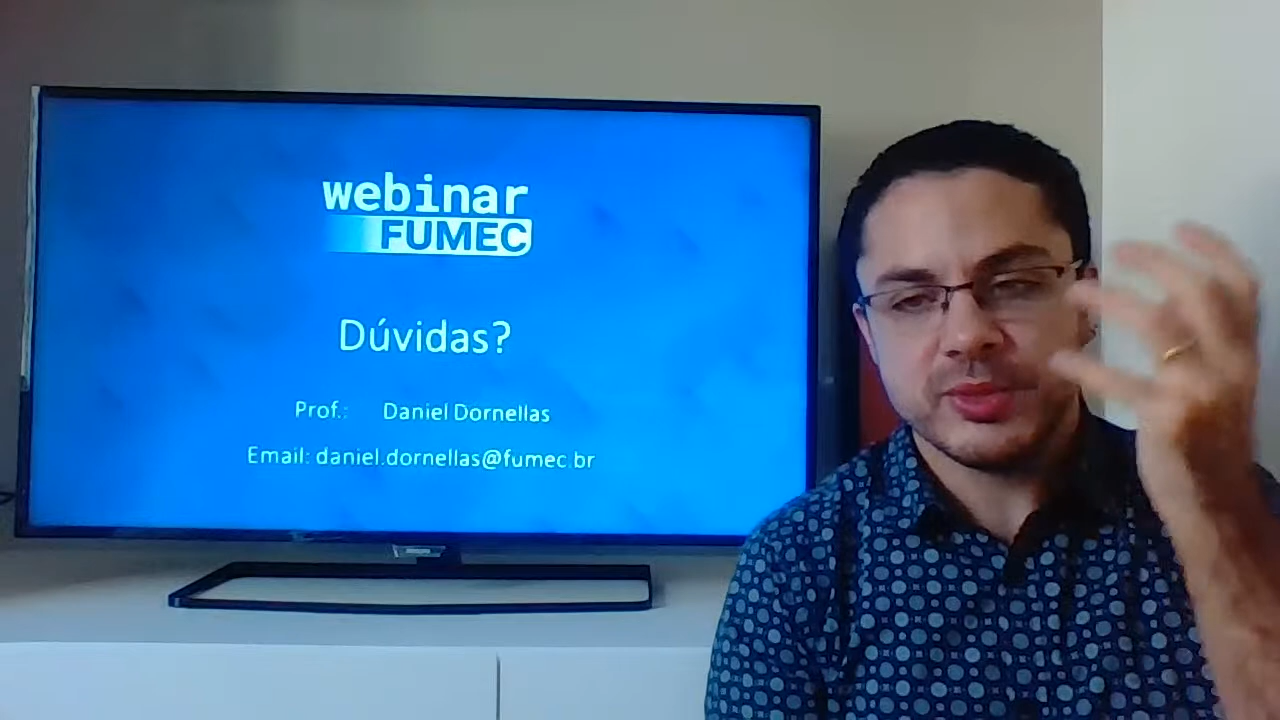 webinar
FUMEC
Dúvidas?
Prof.: Daniel Dornellas
Email: daniel.dornellas@fumec.br